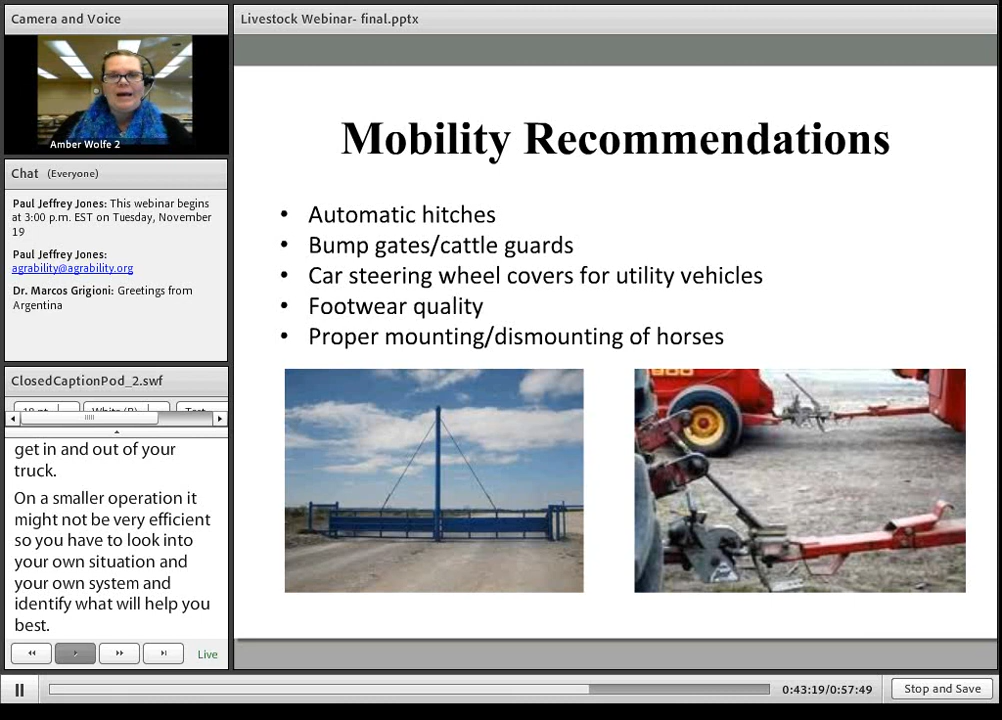 Camera and Voice
Amber Wolfe 2
Chat (Everyone)
Paul Jeffrey Jones: This webinar begins
at 3:00 p.m. EST on Tuesday, November
19
Paul Jeffrey Jones:
agrability@agrability.org
Dr. Marcos Grigioni: Greetings from
Argentina
ClosedCaptionPod_2.swf
get in and out of your
truck.
On a smaller operation it
might not be very efficient
so you have to look into
your own situation and
your own system and
identify what will help you
best.
Live
Livestock Webinar- final.pptx
Mobility Recommendations
• Automatic hitches
• Bump gates/cattle guards
• Car steering wheel covers for utility vehicles
• Footwear quality
• Proper mounting/dismounting of horses
0:43:19/0:57:49
Stop and Save